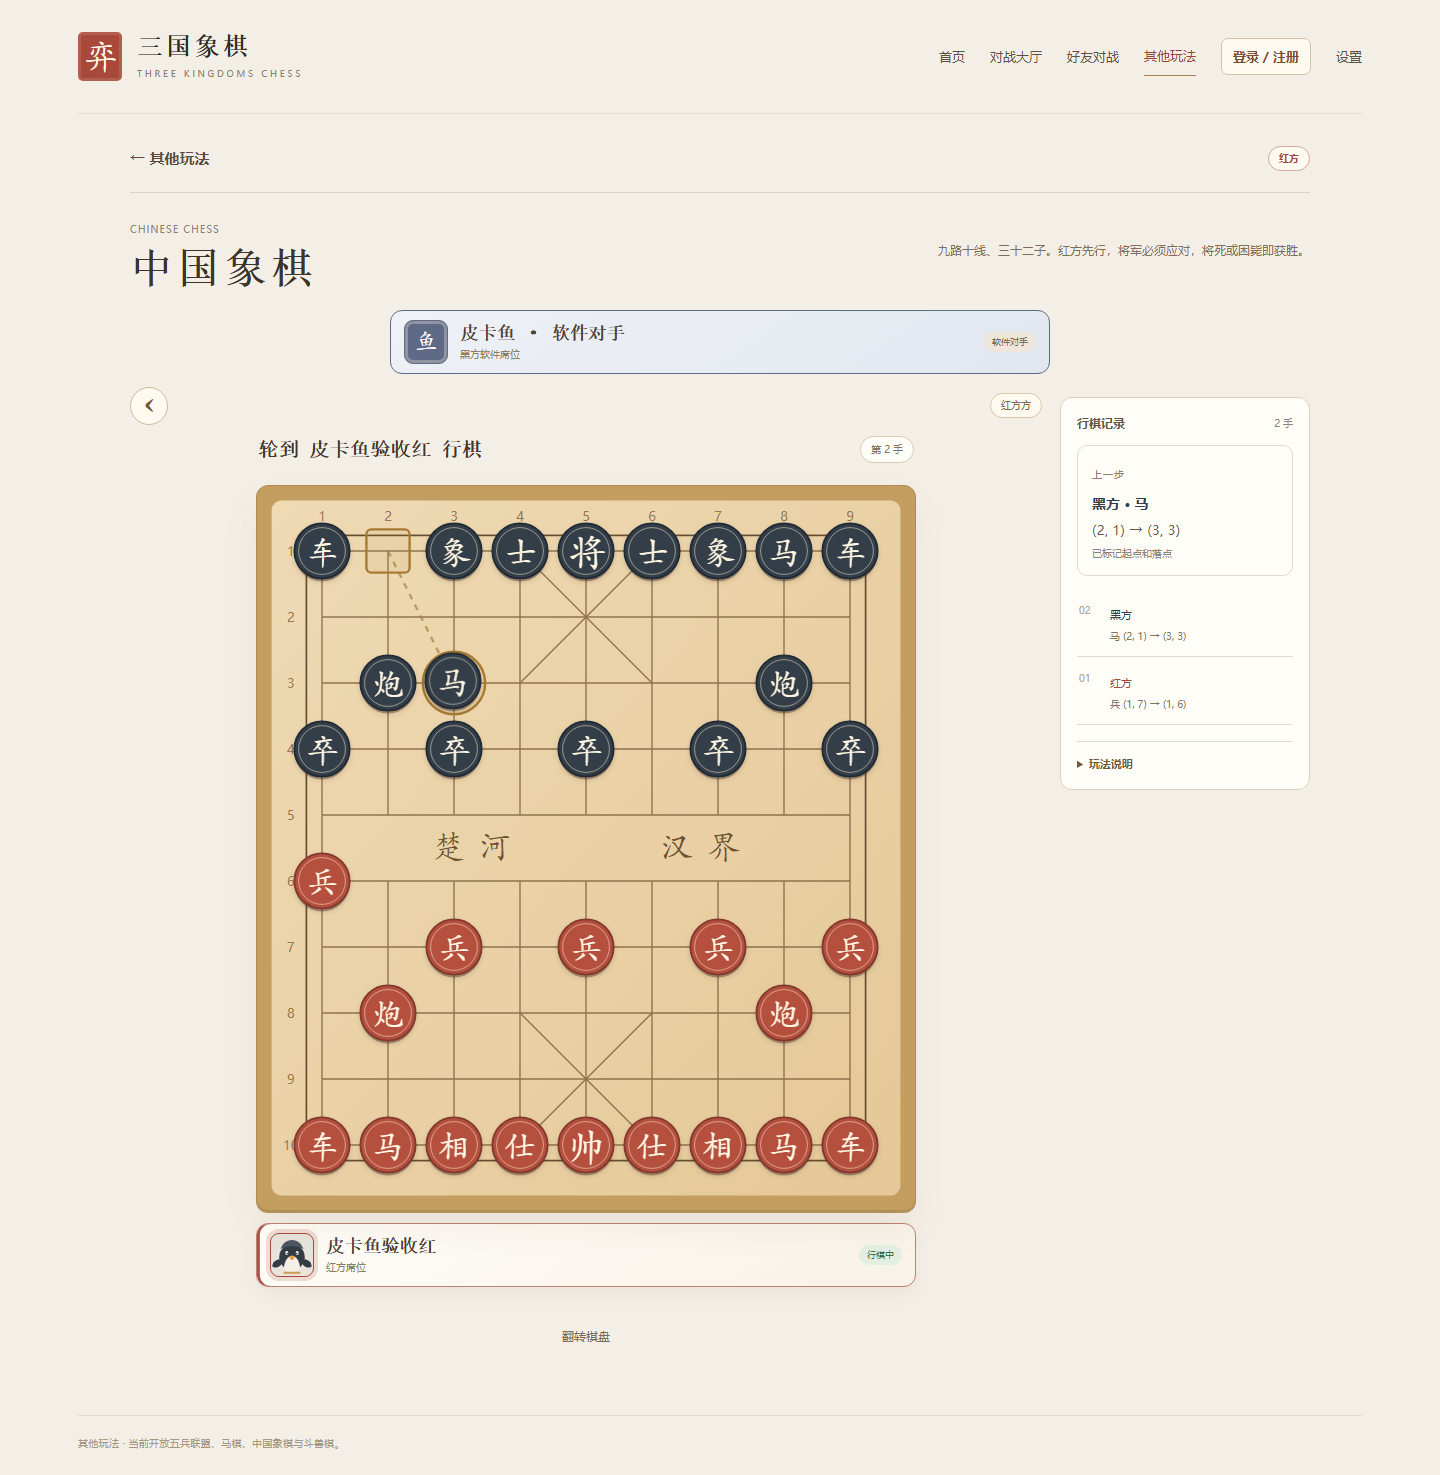 弈
三国象棋
THREE KINGDOMS CHESS
首页 对战大厅 好友对战 其他玩法 登录 / 注册 设置
← 其他玩法
红方
CHINESE CHESS
中国象棋
九路十线、三十二子。红方先行，将军必须应对，将死或困毙即获胜。
鱼
皮卡鱼 • 软件对手
黑方软件席位
软件对手
‹
红方方
轮到 皮卡鱼验收红 行棋
第 2 手
1 2 3 4 5 6 7 8 9
1 车 象 士 将 士 象 马 车
2
3 炮 马 炮
4 卒 卒 卒 卒 卒
5
楚河 汉界
6 兵
7 兵 兵 兵 兵
8 炮 炮
9
10 车 马 相 仕 帅 仕 相 马 车
皮卡鱼验收红
红方席位
行棋中
翻转棋盘
行棋记录 2 手
上一步
黑方 • 马
(2, 1) → (3, 3)
已标记起点和落点
02 黑方
马 (2, 1) → (3, 3)
01 红方
兵 (1, 7) → (1, 6)
▶ 玩法说明
其他玩法 · 当前开放五兵联盟、马棋、中国象棋与斗兽棋。